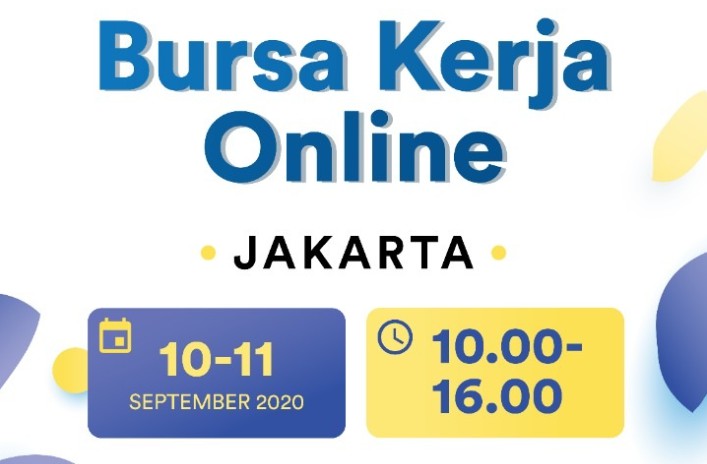 Bursa Kerja
Online
• JAKARTA •
10-11
SEPTEMBER 2020
10.00-
16.00